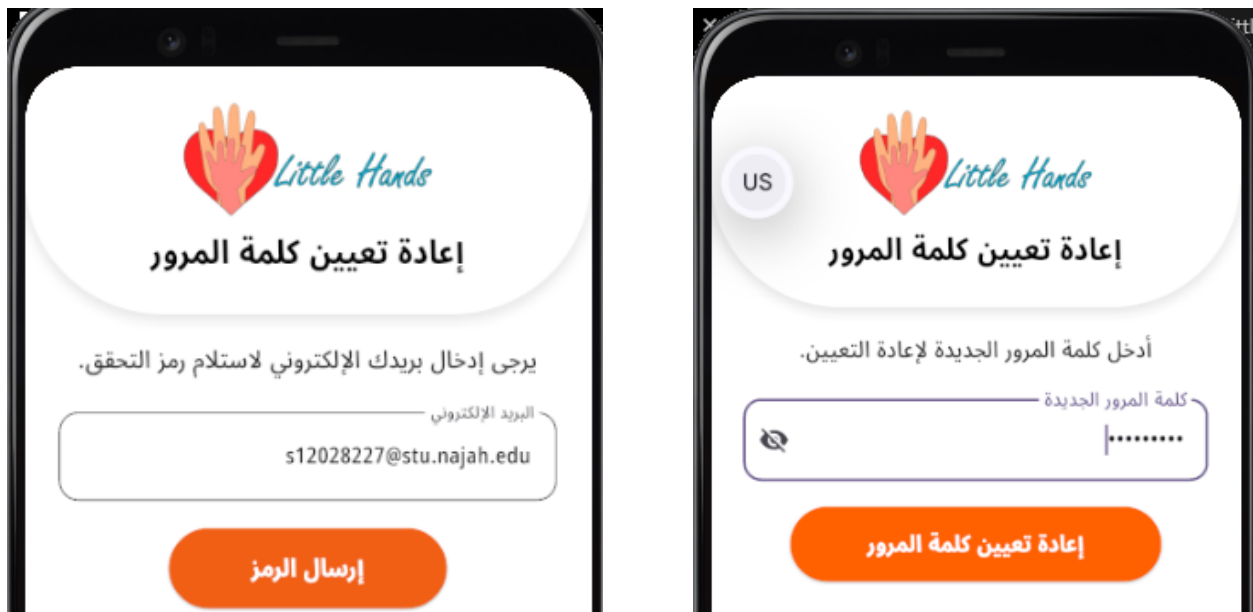 Little Hands
إعادة تعيين كلمة المرور
يرجى إدخال بريدك الإلكتروني لاستلام رمز التحقق.
البريد الإلكتروني
s12028227@stu.najah.edu
إرسال الرمز
US
Little Hands
إعادة تعيين كلمة المرور
أدخل كلمة المرور الجديدة لإعادة التعيين.
كلمة المرور الجديدة
•••••••••
إعادة تعيين كلمة المرور